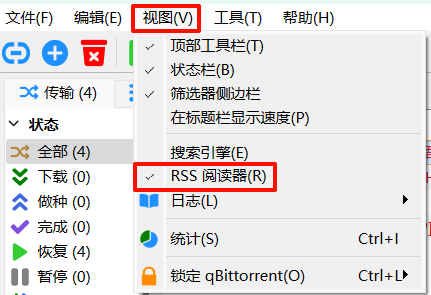 文件(F) 编辑(E) 视图(V) 工具(T) 帮助(H)
传输 (4)
状态
全部 (4)
下载 (0)
做种 (0)
完成 (0)
恢复 (4)
暂停 (0)
顶部工具栏(T)
状态栏(B)
筛选器侧边栏
在标题栏显示速度(P)
搜索引擎(E)
RSS 阅读器(R)
日志(L)
统计(S) Ctrl+I
锁定 qBittorrent(O) Ctrl+L